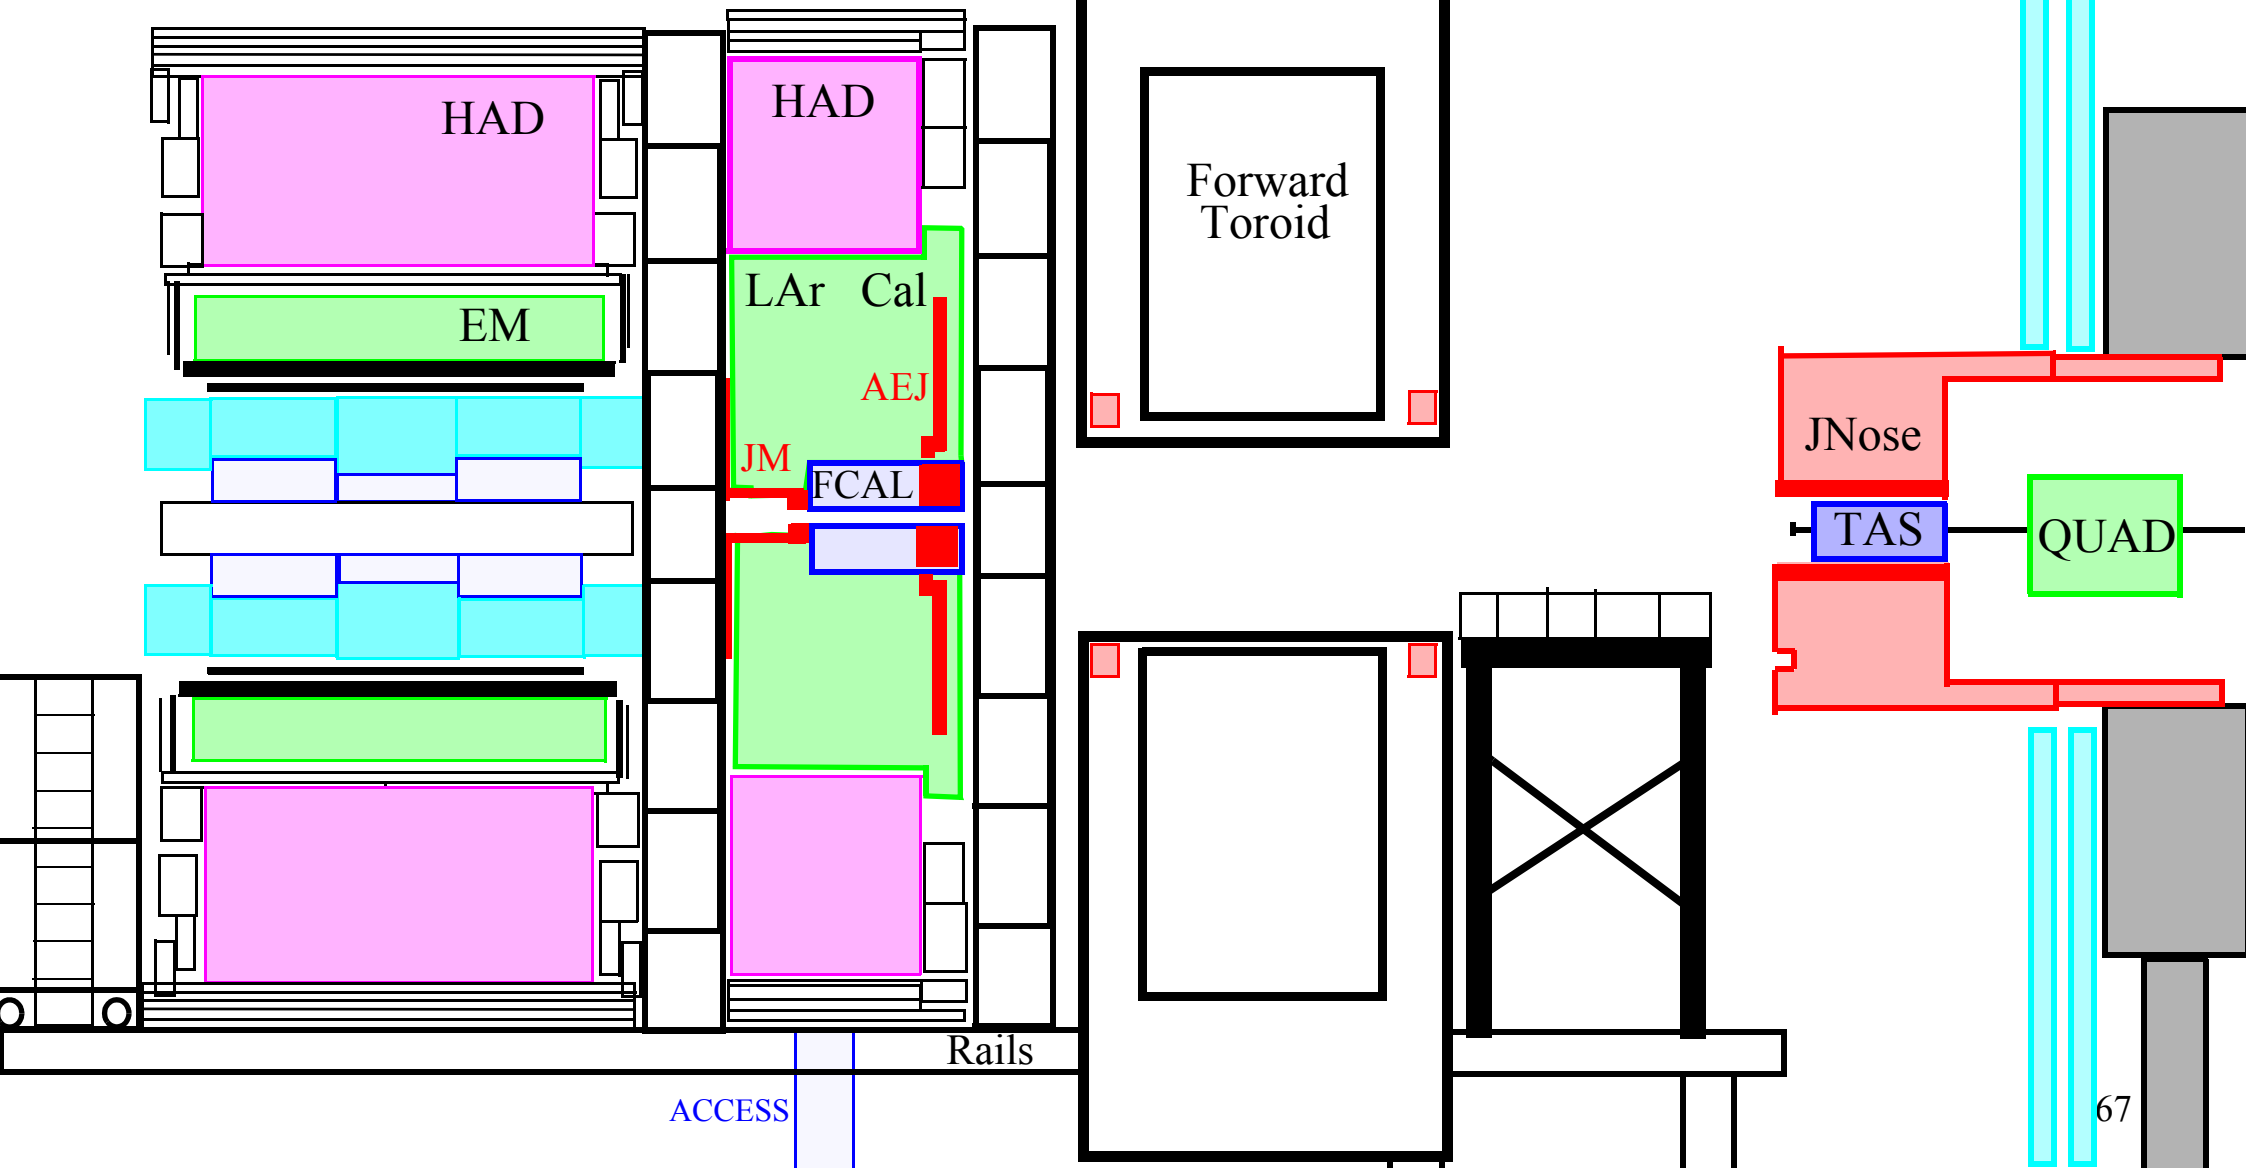 HAD
HAD
Forward
Toroid
LAr Cal
EM
AEJ
JM
FCAL
JNose
TAS
QUAD
Rails
ACCESS
67